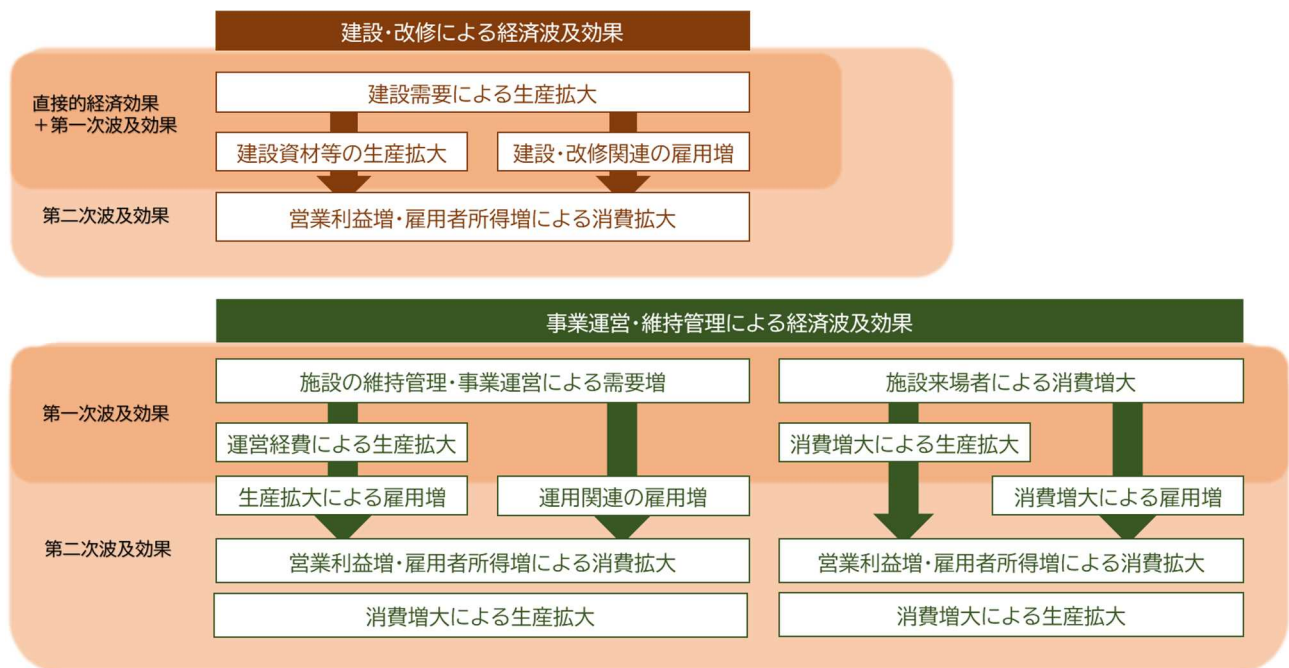 建設・改修による経済波及効果
直接的経済効果
＋第一次波及効果
建設需要による生産拡大
建設資材等の生産拡大
建設・改修関連の雇用増
第二次波及効果
営業利益増・雇用者所得増による消費拡大
事業運営・維持管理による経済波及効果
第一次波及効果
施設の維持管理・事業運営による需要増
施設来場者による消費増大
運営経費による生産拡大
消費増大による生産拡大
生産拡大による雇用増
運用関連の雇用増
消費増大による雇用増
第二次波及効果
営業利益増・雇用者所得増による消費拡大
営業利益増・雇用者所得増による消費拡大
消費増大による生産拡大
消費増大による生産拡大